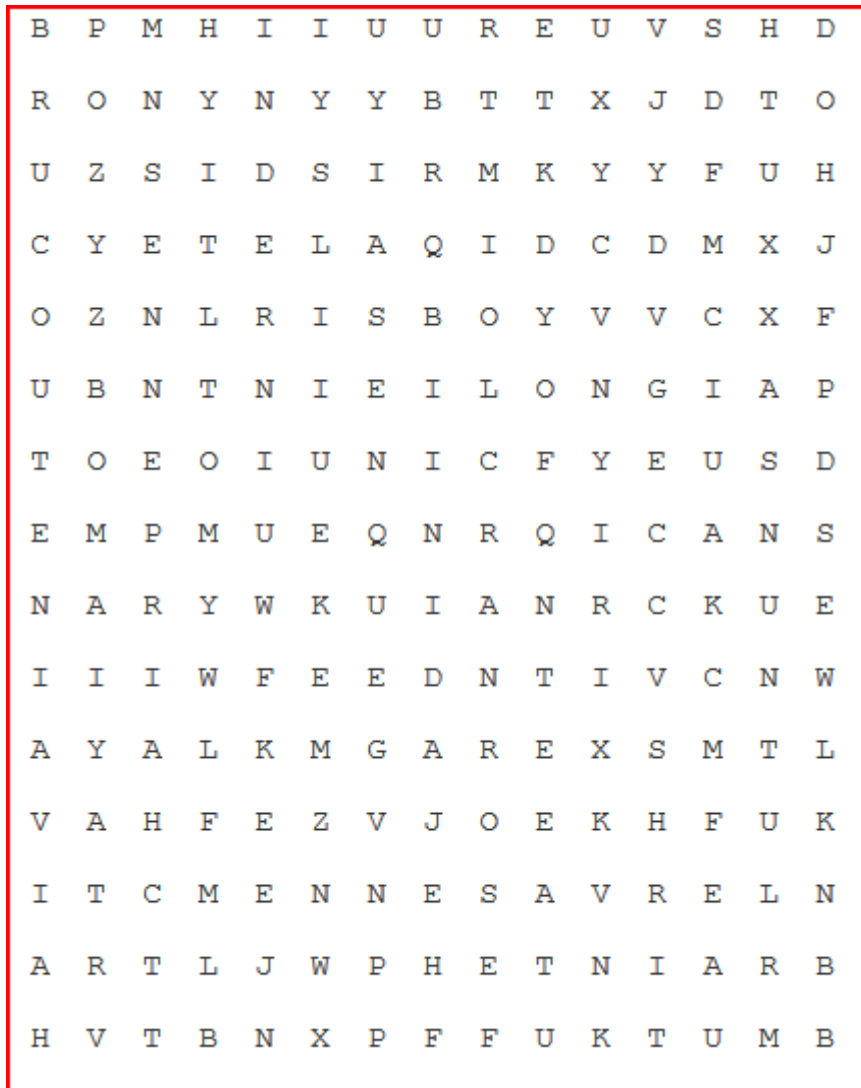 B P M H I I U U R E U V S H D
R O N Y N Y Y B T T X J D T O
U Z S I D S I R M K Y Y F U H
C Y E T E L A Q I D C D M X J
O Z N L R I S B O Y V V C X F
U B N T N I E I L O N G I A P
T O E O I U N I C F Y E U S D
E M P M U E Q N R Q I C A N S
N A R Y W K U I A N R C K U E
I I I W F E E D N T I V C N W
A Y A L K M G A R E X S M T L
V A H F E Z V J O E K H F U K
I T C M E N N E S A V R E L N
A R T L J W P H E T N I A R B
H V T B N X P F F U K T U M B